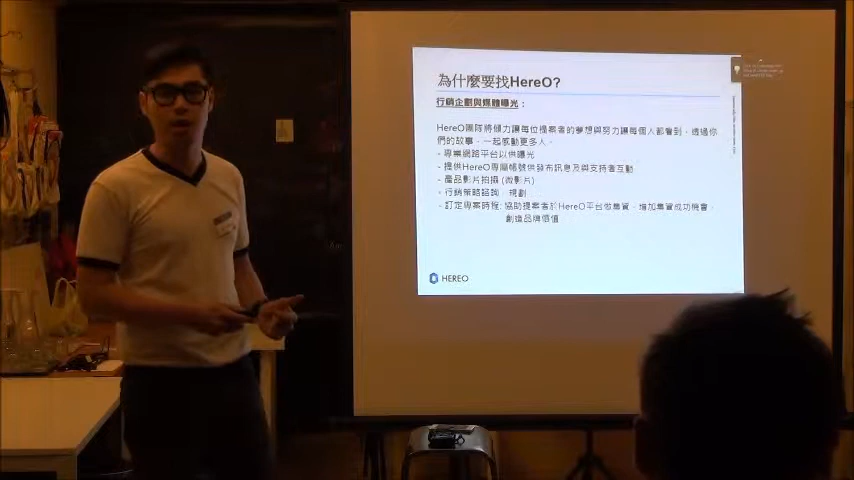 為什麼要找HereO?
行銷企劃與媒體曝光：
HereO團隊將傾力讓每位提案者的夢想與努力讓每個人都看到，透過你
們的故事，一起感動更多人。
- 專業網路平台以供曝光
- 提供HereO專屬帳號供發布訊息及與支持者互動
- 產品影片拍攝 (微影片)
- 行銷策略諮詢、規劃
- 訂定專案時程: 協助提案者於HereO平台做集資，增加集資成功機會，
創造品牌價值
HEREO